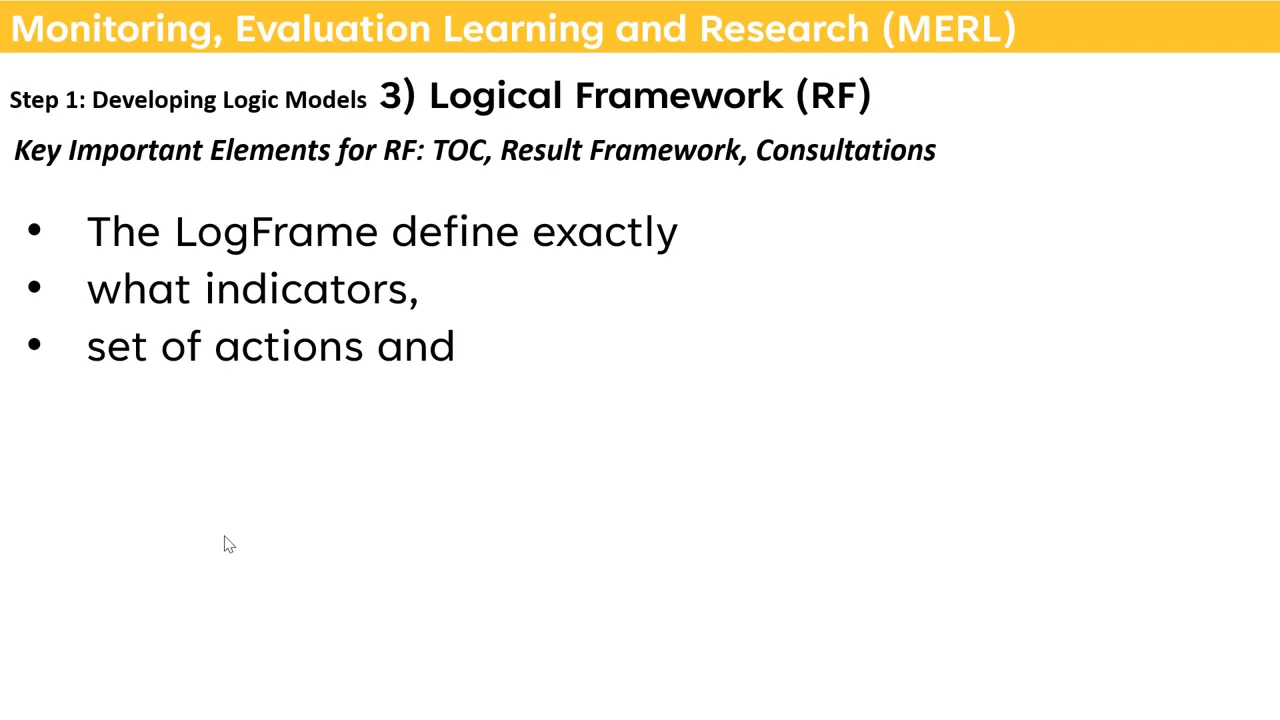 Monitoring, Evaluation Learning and Research (MERL)
Step 1: Developing Logic Models 3) Logical Framework (RF)
Key Important Elements for RF: TOC, Result Framework, Consultations
• The LogFrame define exactly
• what indicators,
• set of actions and